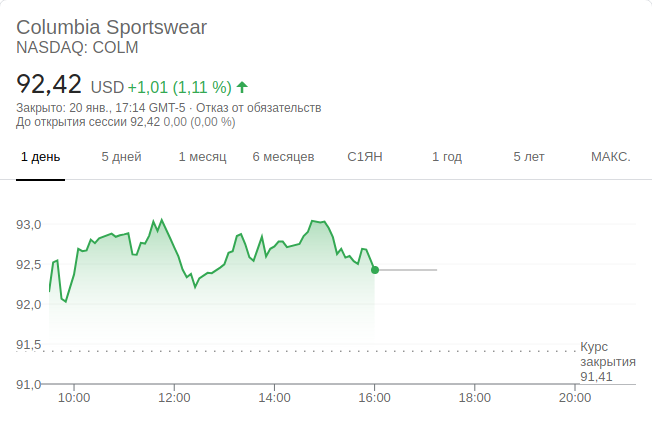 Columbia Sportswear
NASDAQ: COLM
92,42 USD +1,01 (1,11 %)
Закрыто: 20 янв., 17:14 GMT-5 · Отказ от обязательств
До открытия сессии 92,42 0,00 (0,00 %)
1 день 5 дней 1 месяц 6 месяцев С1ЯН 1 год 5 лет МАКС.
93,0
92,5
92,0
91,5
91,0
Курс
закрытия
91,41
10:00 12:00 14:00 16:00 18:00 20:00